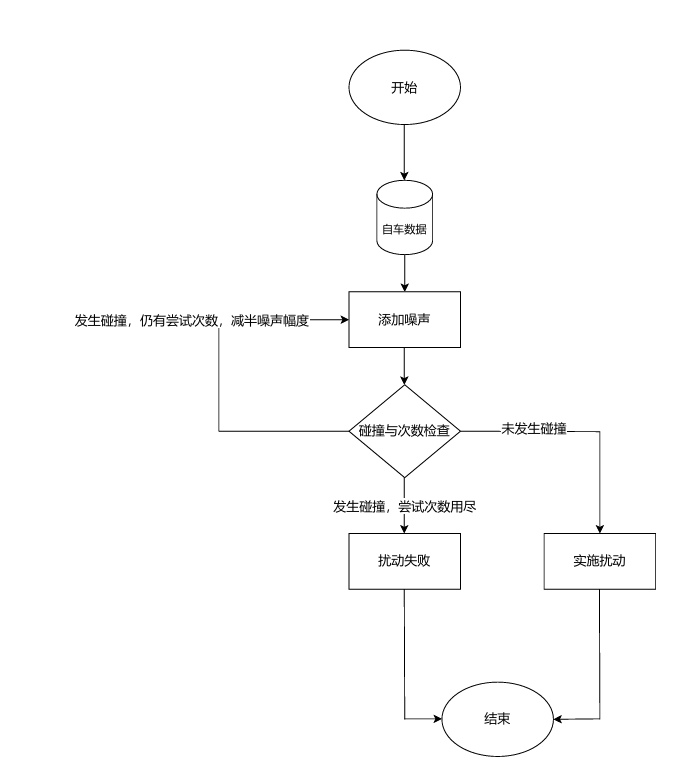 开始
自车数据
发生碰撞，仍有尝试次数，减半噪声幅度
添加噪声
碰撞与次数检查
未发生碰撞
发生碰撞，尝试次数用尽
扰动失败
实施扰动
结束